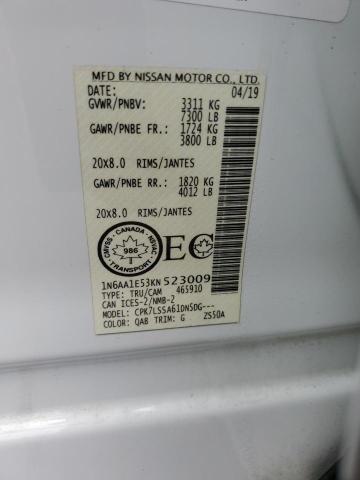 MFD BY NISSAN MOTOR CO., LTD.
DATE: 04/19
GVWR/PNBV: 3311 KG
7300 LB
GAWR/PNBE FR.: 1724 KG
3800 LB
20x8.0 RIMS/JANTES
GAWR/PNBE RR.: 1820 KG
4012 LB
20x8.0 RIMS/JANTES
CANADA
CMVSS · NSVAC
986
TRANSPORT
EC
1N6AA1E53KN523009
TYPE: TRU/CAM 465910
CAN ICES-2/NMB-2
MODEL: CPK7LS5A61DN5DG---
COLOR: QAB TRIM: G ZS50A